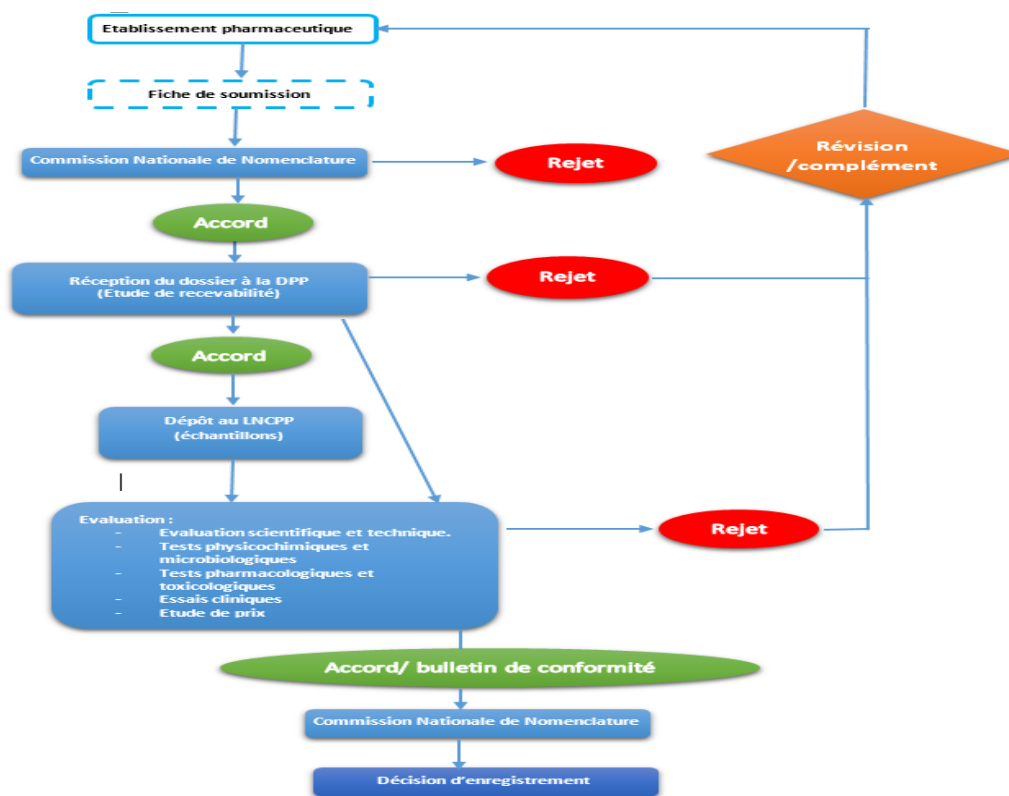 Etablissement pharmaceutique
Fiche de soumission
Commission Nationale de Nomenclature
Rejet
Révision
/complément
Accord
Réception du dossier à la DPP
(Etude de recevabilité)
Rejet
Accord
Dépôt au LNCPP
(échantillons)
Evaluation :
- Evaluation scientifique et technique.
- Tests physicochimiques et
microbiologiques
- Tests pharmacologiques et
toxicologiques
- Essais cliniques
- Etude de prix
Rejet
Accord/ bulletin de conformité
Commission Nationale de Nomenclature
Décision d’enregistrement